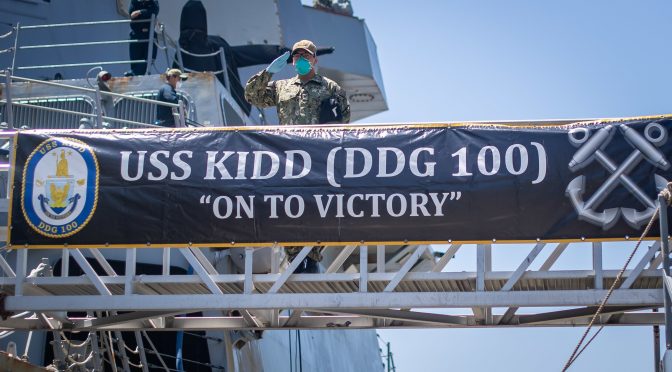 USS KIDD (DDG 100)
"ON TO VICTORY"
DDG 100